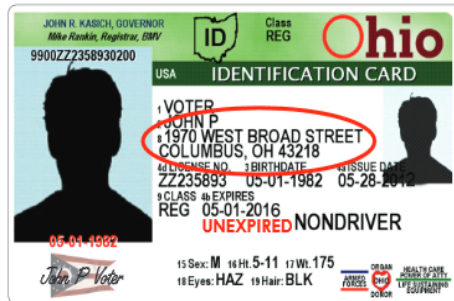 JOHN R. KASICH, GOVERNOR
Mike Rankin, Registrar, BMV
ID
Class
REG
Ohio
9900ZZ2358930200
USA IDENTIFICATION CARD
1 VOTER
2 JOHN P
8 1970 WEST BROAD STREET
COLUMBUS, OH 43218
4d LICENSE NO. 3 BIRTHDATE 4a ISSUE DATE
ZZ235893 05-01-1982 05-28-2012
9 CLASS 4b EXPIRES
REG 05-01-2016
UNEXPIRED NONDRIVER
05-01-1982
John P Voter
15 Sex: M 16 Ht. 5-11 17 Wt. 175
18 Eyes: HAZ 19 Hair: BLK
ARMED FORCES
ORGAN
OHIO
DONOR
HEALTH CARE
POWER OF ATTY
LIFE SUSTAINING
EQUIPMENT